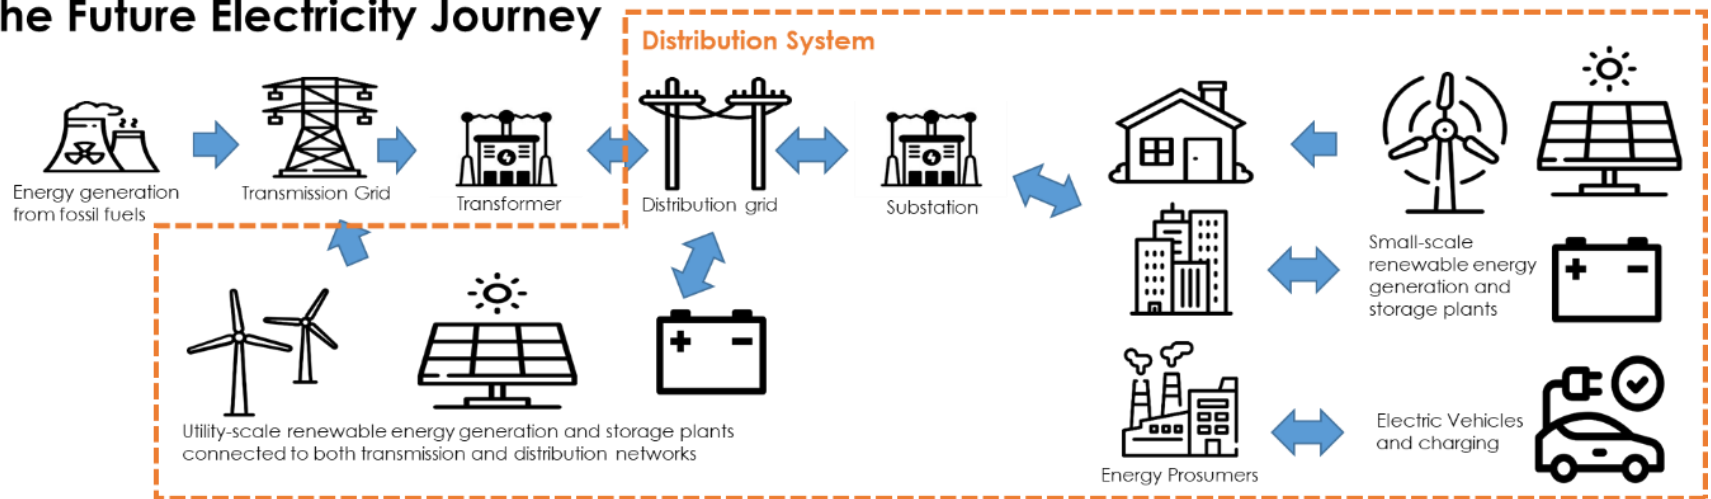 he Future Electricity Journey
Distribution System
Energy generation
from fossil fuels
Transmission Grid
Transformer
Distribution grid
Substation
Small-scale
renewable energy
generation and
storage plants
Utility-scale renewable energy generation and storage plants
connected to both transmission and distribution networks
Energy Prosumers
Electric Vehicles
and charging